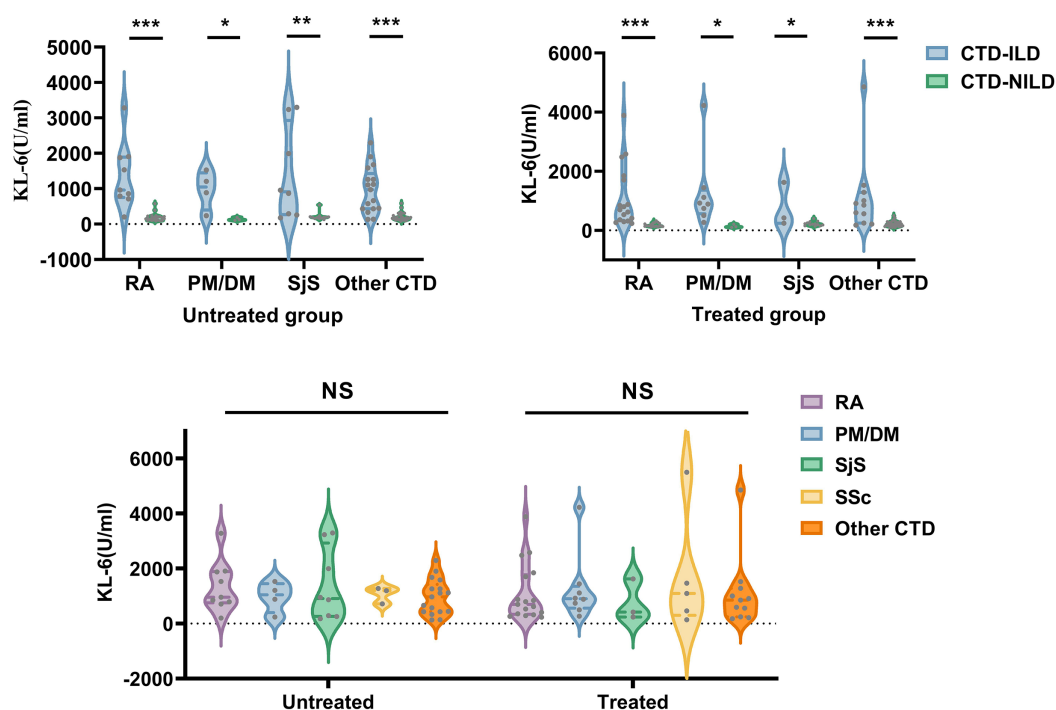 *** * ** ***
5000
4000
3000
2000
1000
0
-1000
KL-6(U/ml)
RA PM/DM SjS Other CTD
Untreated group
*** * * ***
6000
4000
2000
0
KL-6(U/ml)
RA PM/DM SjS Other CTD
Treated group
CTD-ILD
CTD-NILD
NS NS
6000
4000
2000
0
-2000
KL-6(U/ml)
Untreated Treated
RA
PM/DM
SjS
SSc
Other CTD